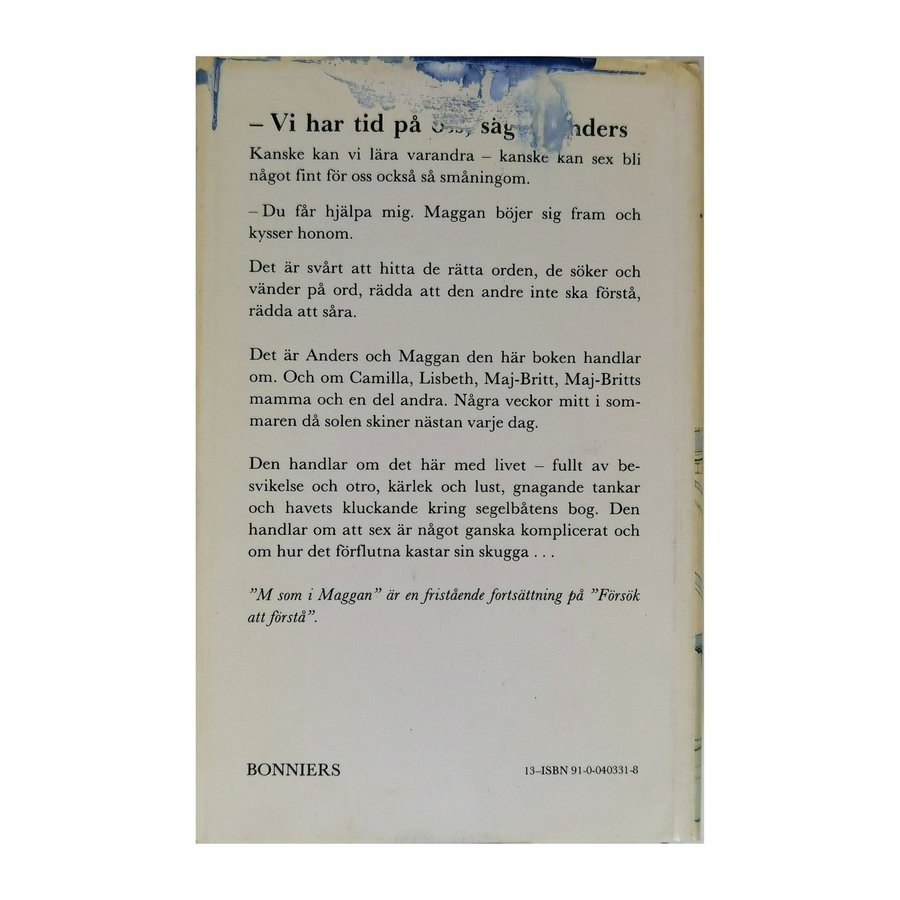 – Vi har tid på oss, säg nders
Kanske kan vi lära varandra – kanske kan sex bli
något fint för oss också så småningom.
– Du får hjälpa mig. Maggan böjer sig fram och
kysser honom.
Det är svårt att hitta de rätta orden, de söker och
vänder på ord, rädda att den andre inte ska förstå,
rädda att såra.
Det är Anders och Maggan den här boken handlar
om. Och om Camilla, Lisbeth, Maj-Britt, Maj-Britts
mamma och en del andra. Några veckor mitt i som-
maren då solen skiner nästan varje dag.
Den handlar om det här med livet – fullt av be-
svikelse och otro, kärlek och lust, gnagande tankar
och havets kluckande kring segelbåtens bog. Den
handlar om att sex är något ganska komplicerat och
om hur det förflutna kastar sin skugga . . .
”M som i Maggan” är en fristående fortsättning på ”Försök
att förstå”.
BONNIERS
13–ISBN 91-0-040331-8